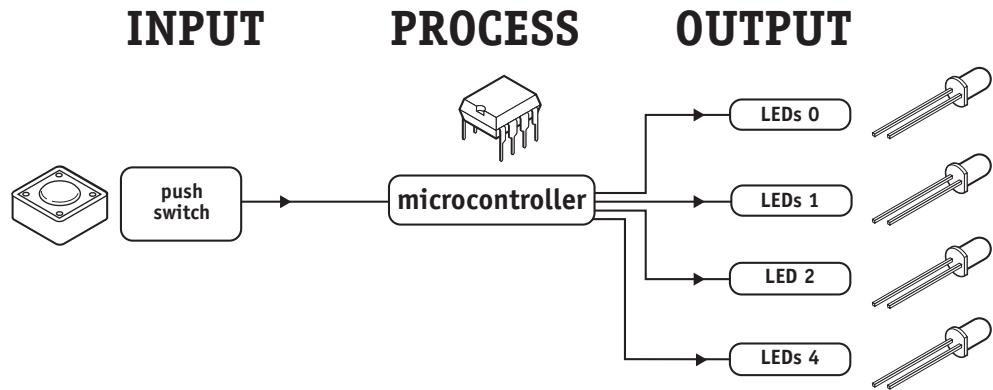 INPUT
PROCESS
OUTPUT
push
switch
microcontroller
LEDs 0
LEDs 1
LED 2
LEDs 4